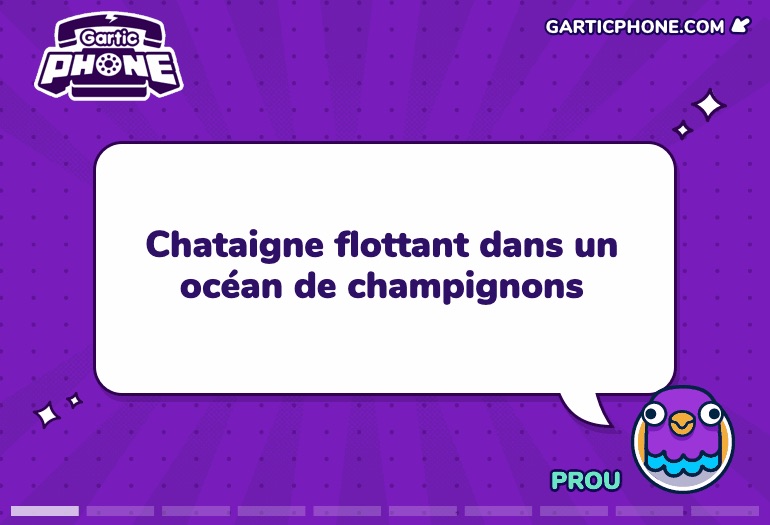 Gartic
PHONE
GARTICPHONE.COM
Chataigne flottant dans un
océan de champignons
PROU